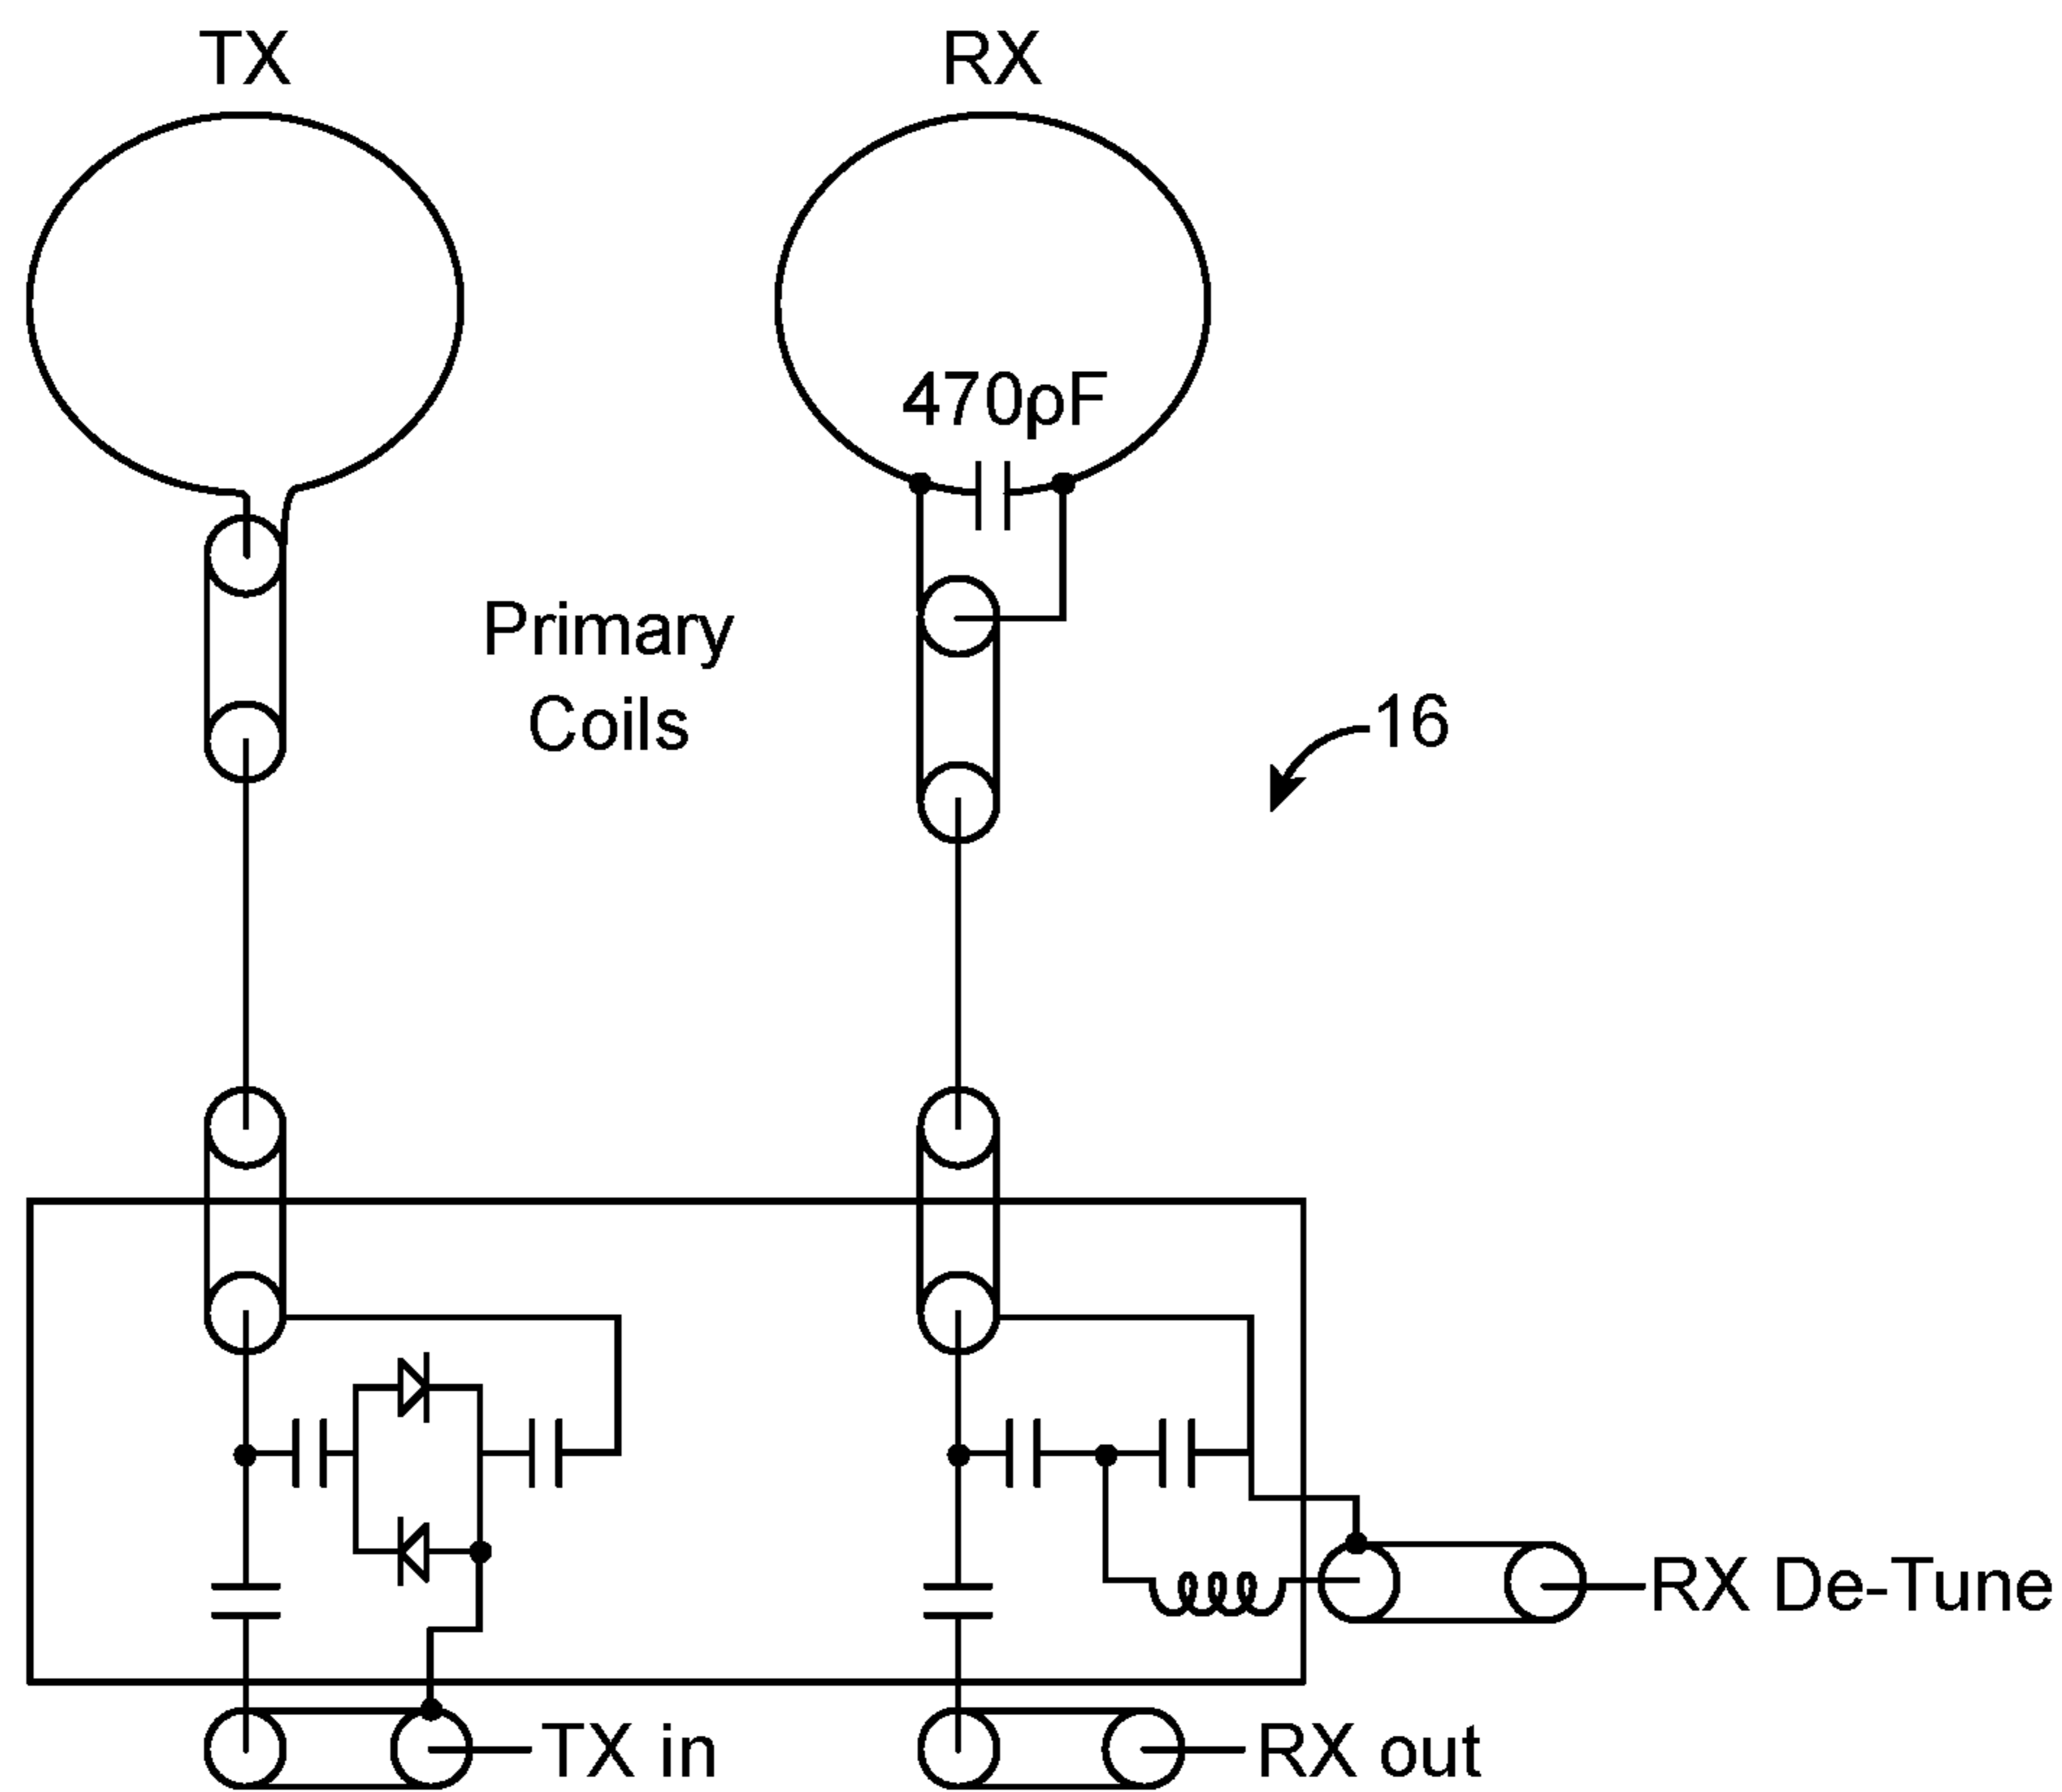 TX
RX
470pF
Primary
Coils
16
RX De-Tune
TX in
RX out